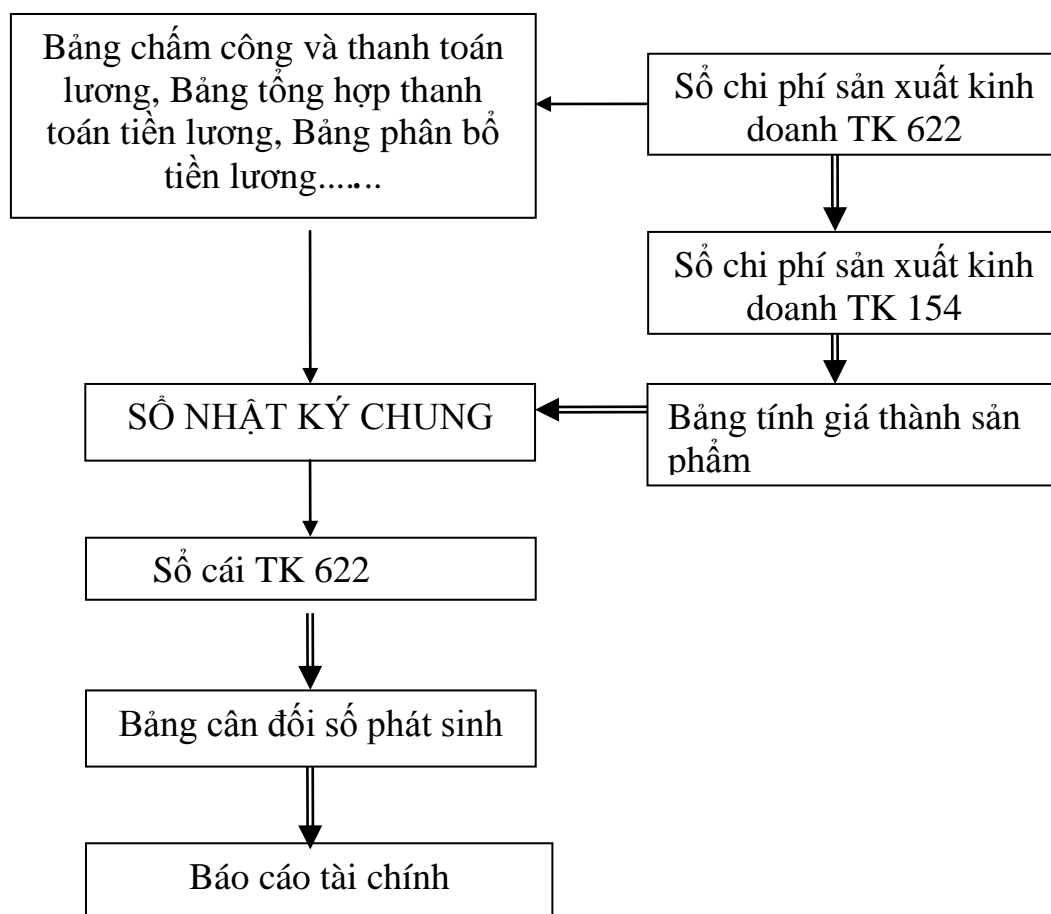 Bảng chấm công và thanh toán
lương, Bảng tổng hợp thanh
toán tiền lương, Bảng phân bổ
tiền lương.......
Sổ chi phí sản xuất kinh
doanh TK 622
Sổ chi phí sản xuất kinh
doanh TK 154
SỔ NHẬT KÝ CHUNG
Bảng tính giá thành sản
phẩm
Sổ cái TK 622
Bảng cân đối số phát sinh
Báo cáo tài chính